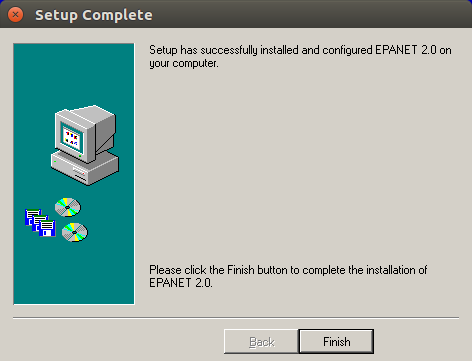 Setup Complete
Setup has successfully installed and configured EPANET 2.0 on
your computer.
Please click the Finish button to complete the installation of
EPANET 2.0.
Back
Finish